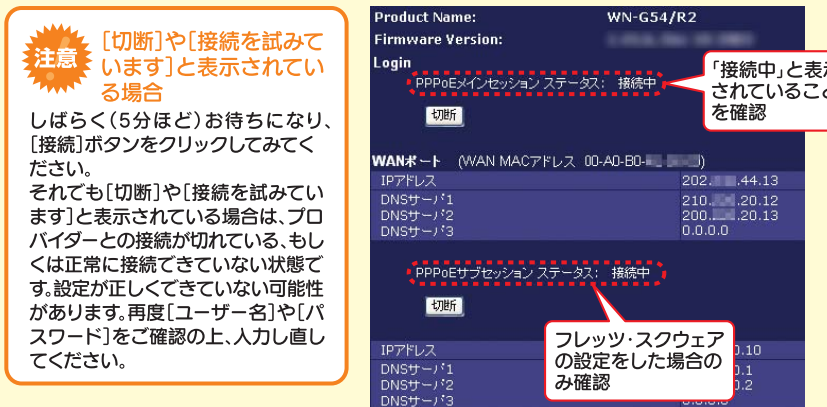 注意
[切断]や[接続を試みて
います]と表示されてい
る場合
しばらく(5分ほど)お待ちになり、
[接続]ボタンをクリックしてみてく
ださい。
それでも[切断]や[接続を試みてい
ます]と表示されている場合は、プロ
バイダーとの接続が切れている、もし
くは正常に接続できていない状態で
す。設定が正しくできていない可能性
があります。再度[ユーザー名]や[パ
スワード]をご確認の上、入力し直し
てください。
Product Name: WN-G54/R2
Firmware Version:
Login
PPPoEメインセッション ステータス: 接続中
「接続中」と表示
されていること
を確認
切断
WANポート (WAN MACアドレス 00-A0-B0-)
IPアドレス 202. .44.13
DNSサーバ1 210. .20.12
DNSサーバ2 200. .20.13
DNSサーバ3 0.0.0.0
PPPoEサブセッション ステータス: 接続中
切断
フレッツ・スクウェア
の設定をした場合の
み確認
IPアドレス .10
DNSサーバ1 .1
DNSサーバ2 .2
DNSサーバ3